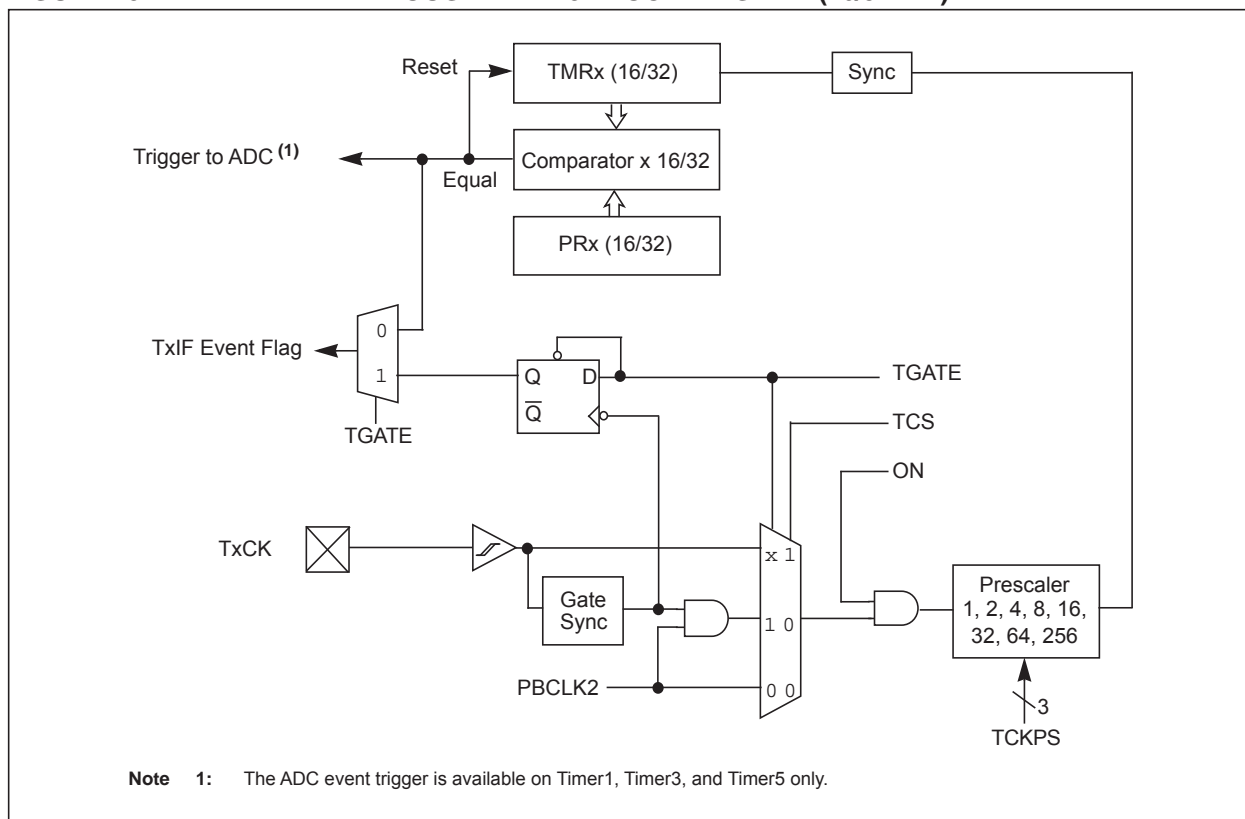 Reset
TMRx (16/32)
Sync
Trigger to ADC (1)
Equal
Comparator x 16/32
PRx (16/32)
TxIF Event Flag
0
1
TGATE
Q
D
Q
TGATE
TCS
ON
TxCK
Gate
Sync
x 1
1 0
0 0
PBCLK2
Prescaler
1, 2, 4, 8, 16,
32, 64, 256
3
TCKPS
Note 1: The ADC event trigger is available on Timer1, Timer3, and Timer5 only.